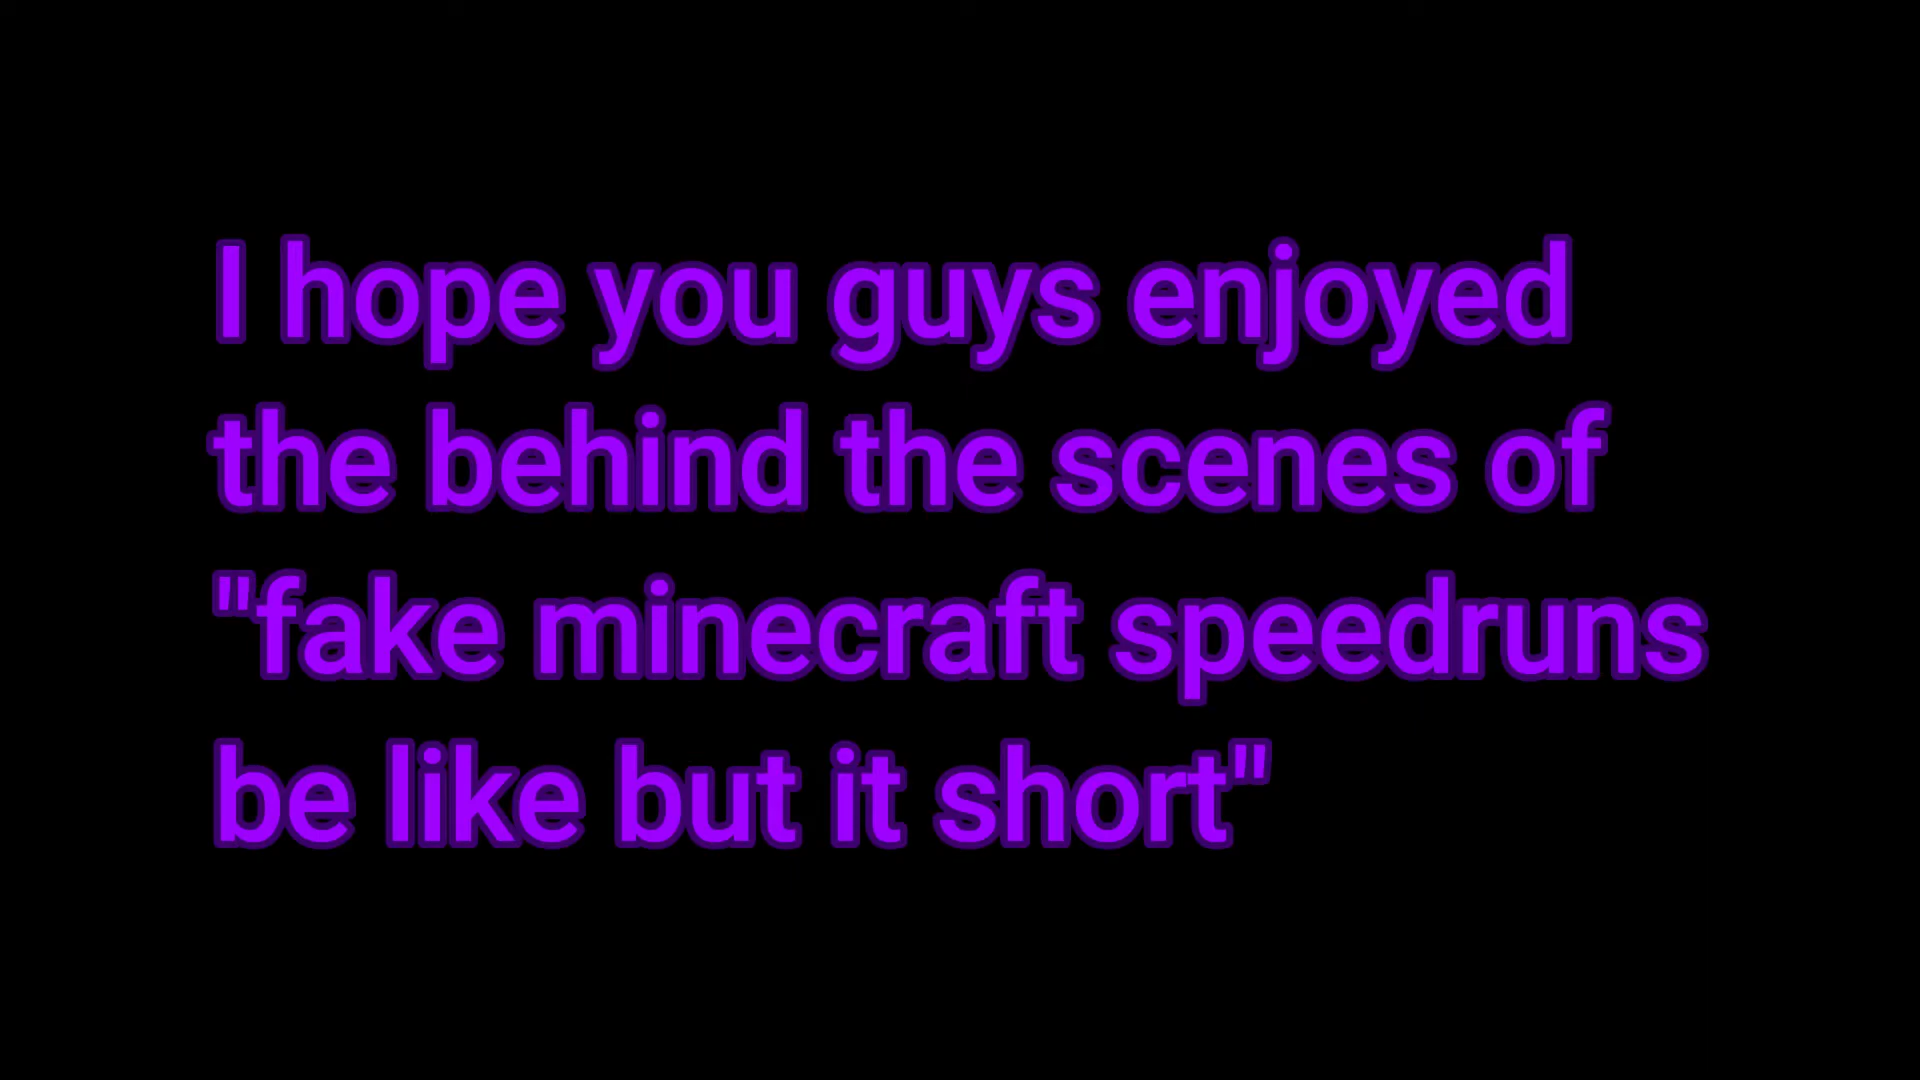 I hope you guys enjoyed
the behind the scenes of
"fake minecraft speedruns
be like but it short"